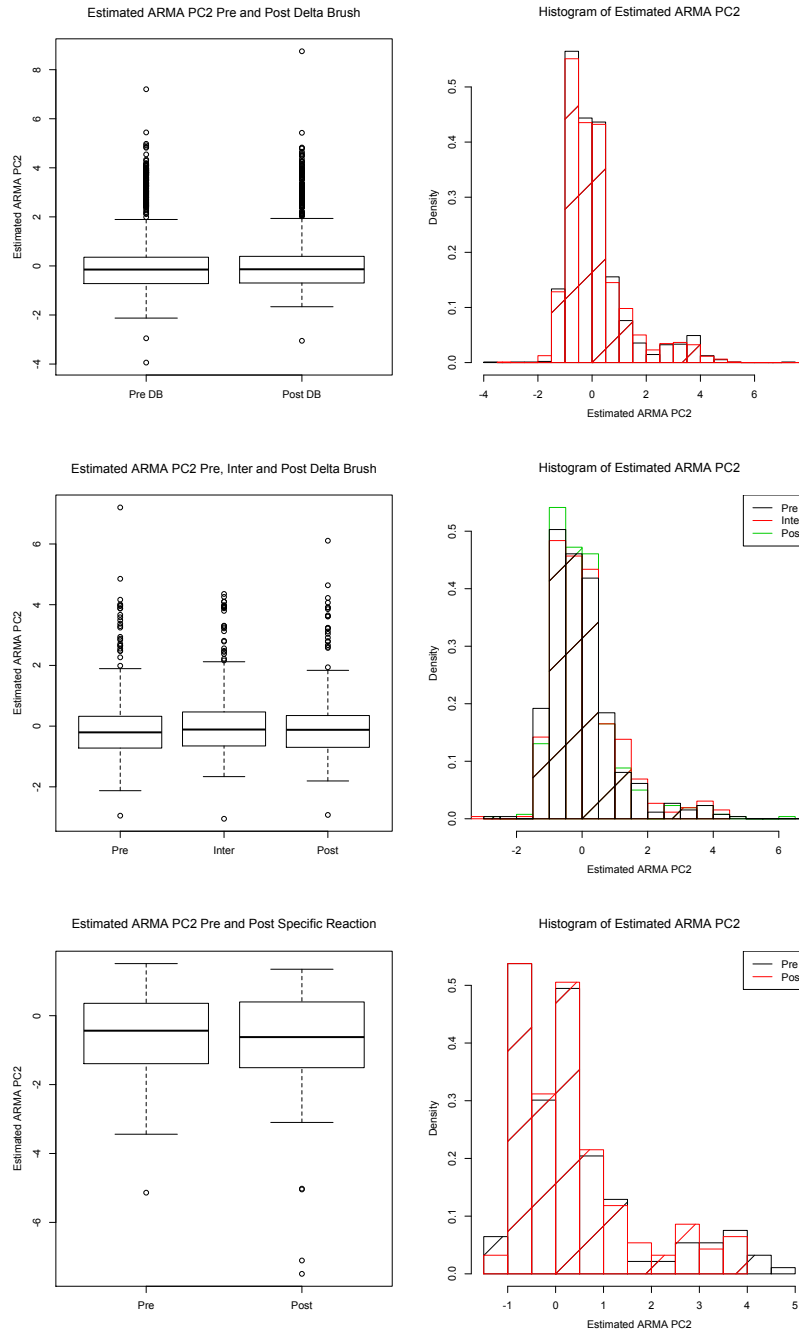 Estimated ARMA PC2 Pre and Post Delta Brush
Estimated ARMA PC2
8
6
4
2
0
-2
-4
Pre DB
Post DB
Histogram of Estimated ARMA PC2
Density
0.5
0.4
0.3
0.2
0.1
0.0
-4
-2
0
2
4
6
Estimated ARMA PC2
Estimated ARMA PC2 Pre, Inter and Post Delta Brush
Estimated ARMA PC2
6
4
2
0
-2
Pre
Inter
Post
Histogram of Estimated ARMA PC2
Pre
Inte
Pos
Density
0.5
0.4
0.3
0.2
0.1
0.0
-2
0
2
4
6
Estimated ARMA PC2
Estimated ARMA PC2 Pre and Post Specific Reaction
Estimated ARMA PC2
0
-2
-4
-6
Pre
Post
Histogram of Estimated ARMA PC2
Pre
Pos
Density
0.5
0.4
0.3
0.2
0.1
0.0
-1
0
1
2
3
4
5
Estimated ARMA PC2